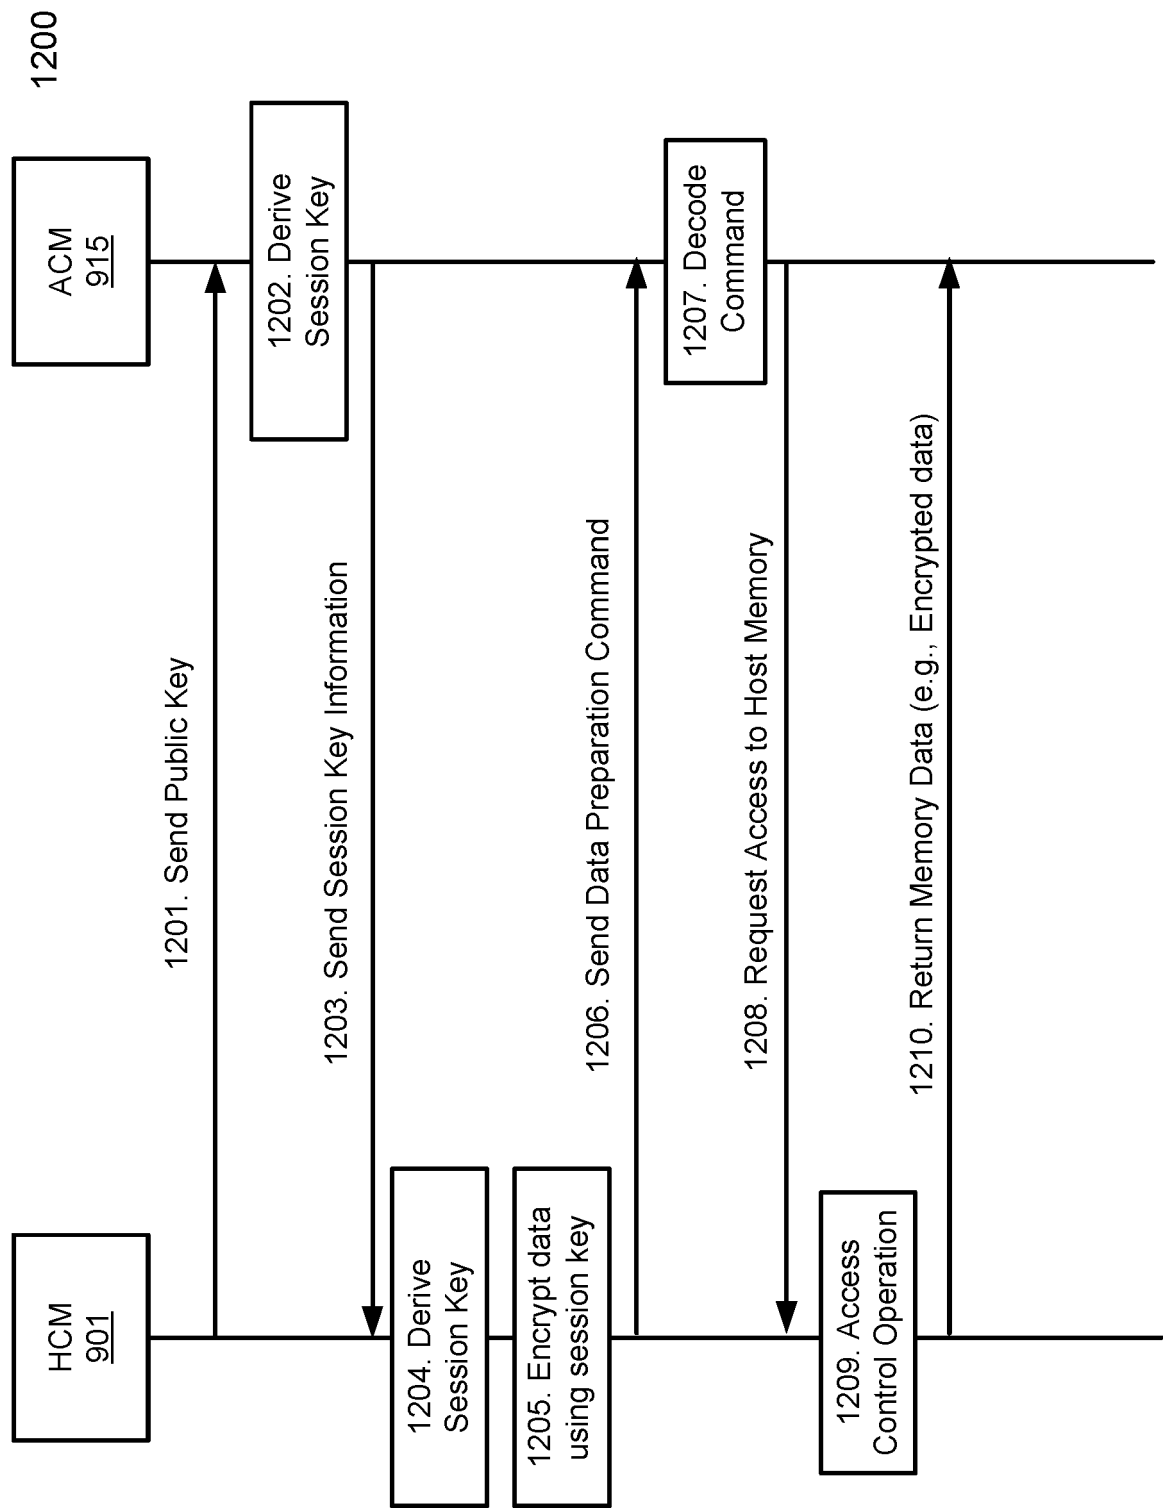 1200
HCM
901
ACM
915
1201. Send Public Key
1202. Derive
Session Key
1203. Send Session Key Information
1204. Derive
Session Key
1205. Encrypt data
using session key
1206. Send Data Preparation Command
1207. Decode
Command
1208. Request Access to Host Memory
1209. Access
Control Operation
1210. Return Memory Data (e.g., Encrypted data)